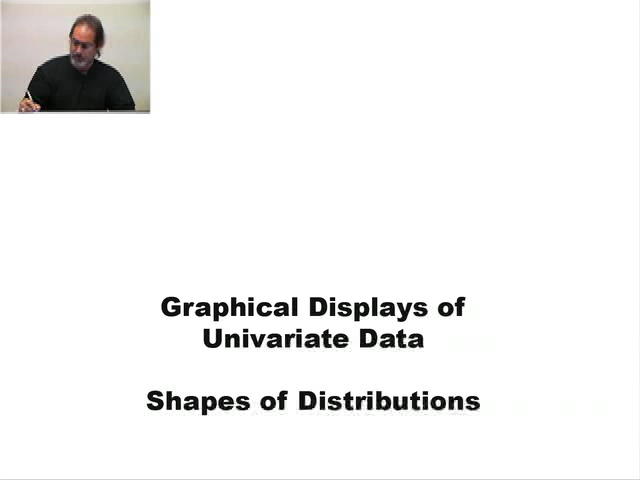 Graphical Displays of
Univariate Data
Shapes of Distributions